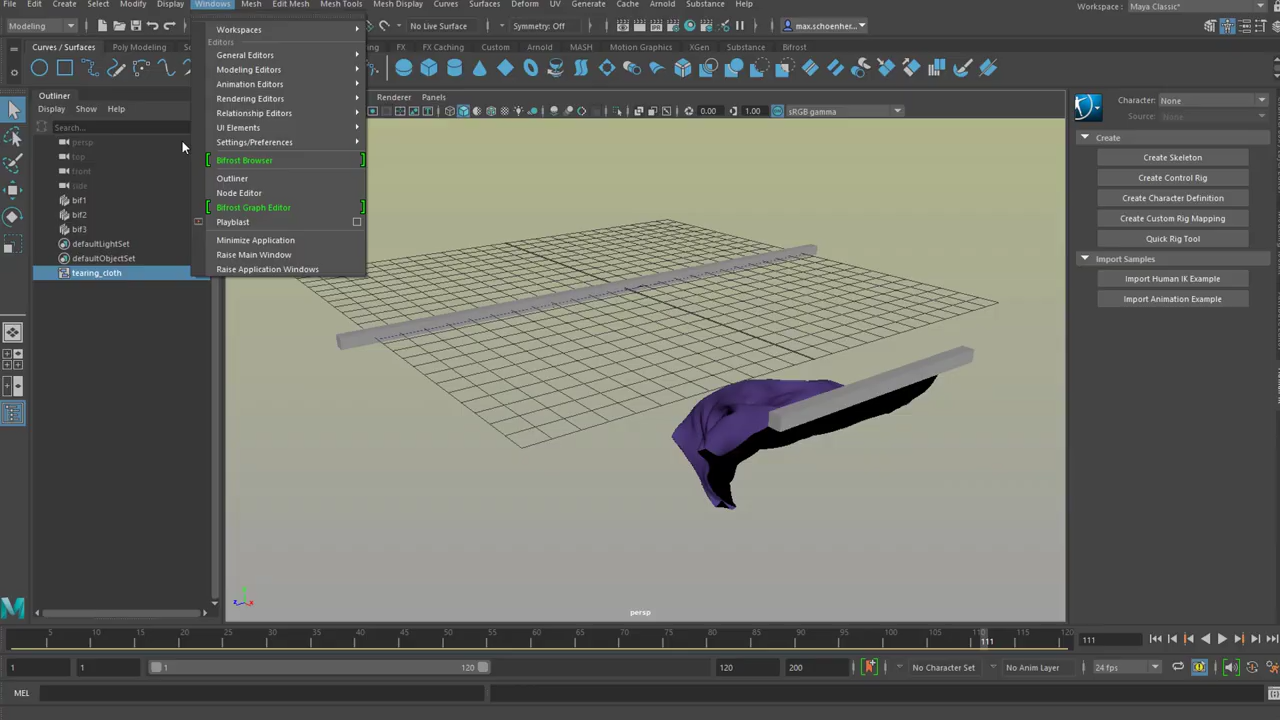 File Edit Create Select Modify Display Windows Mesh Edit Mesh Mesh Tools Mesh Display Curves Surfaces Deform UV Generate Cache Arnold Substance Help
Workspace: Maya Classic*
Modeling
No Live Surface
Symmetry: Off
max.schoenher...
Curves / Surfaces Poly Modeling FX FX Caching Custom Arnold MASH Motion Graphics XGen Substance Bifrost
Outliner
Display Show Help
Search...
persp
top
front
side
bif1
bif2
bif3
defaultLightSet
defaultObjectSet
tearing_cloth
Workspaces
Editors
General Editors
Modeling Editors
Animation Editors
Rendering Editors
Relationship Editors
UI Elements
Settings/Preferences
Bifrost Browser
Outliner
Node Editor
Bifrost Graph Editor
Playblast
Minimize Application
Raise Main Window
Raise Application Windows
Renderer Panels
0.00 1.00 sRGB gamma
persp
Character: None
Source:
Create
Create Skeleton
Create Control Rig
Create Character Definition
Create Custom Rig Mapping
Quick Rig Tool
Import Samples
Import Human IK Example
Import Animation Example
5 10 15 20 25 30 35 40 45 50 55 60 65 70 75 80 85 90 95 100 105 110 111 120
111
1 1 1 120 120 200
No Character Set
No Anim Layer
24 fps
MEL